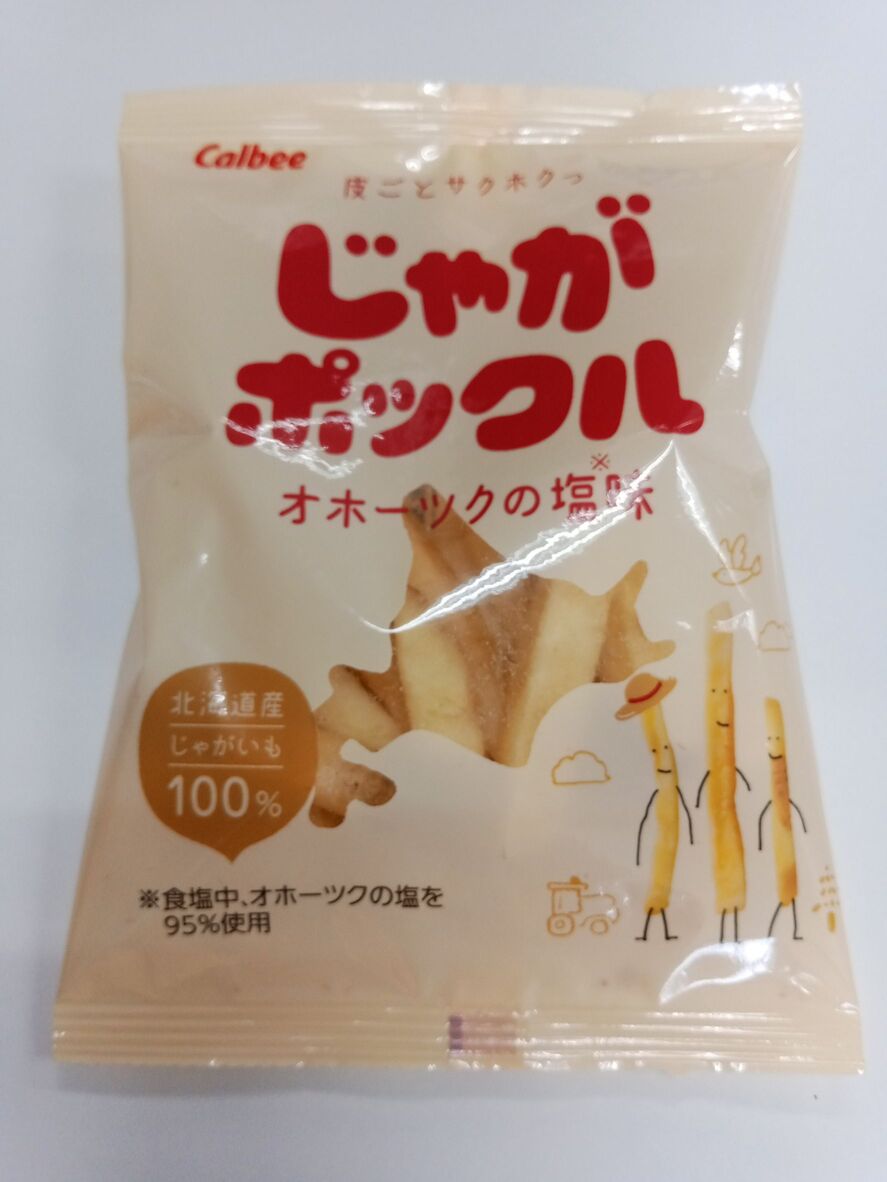 Calbee
皮ごとサクホクっ
じゃが
ポックル
※
オホーツクの塩味
北海道産
じゃがいも
100%
※食塩中、オホーツクの塩を
95%使用